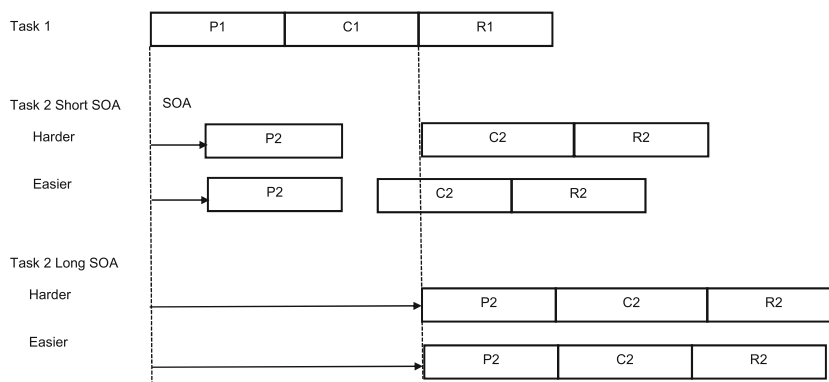 Task 1 P1 C1 R1
Task 2 Short SOA SOA
Harder P2 C2 R2
Easier P2 C2 R2
Task 2 Long SOA
Harder P2 C2 R2
Easier P2 C2 R2